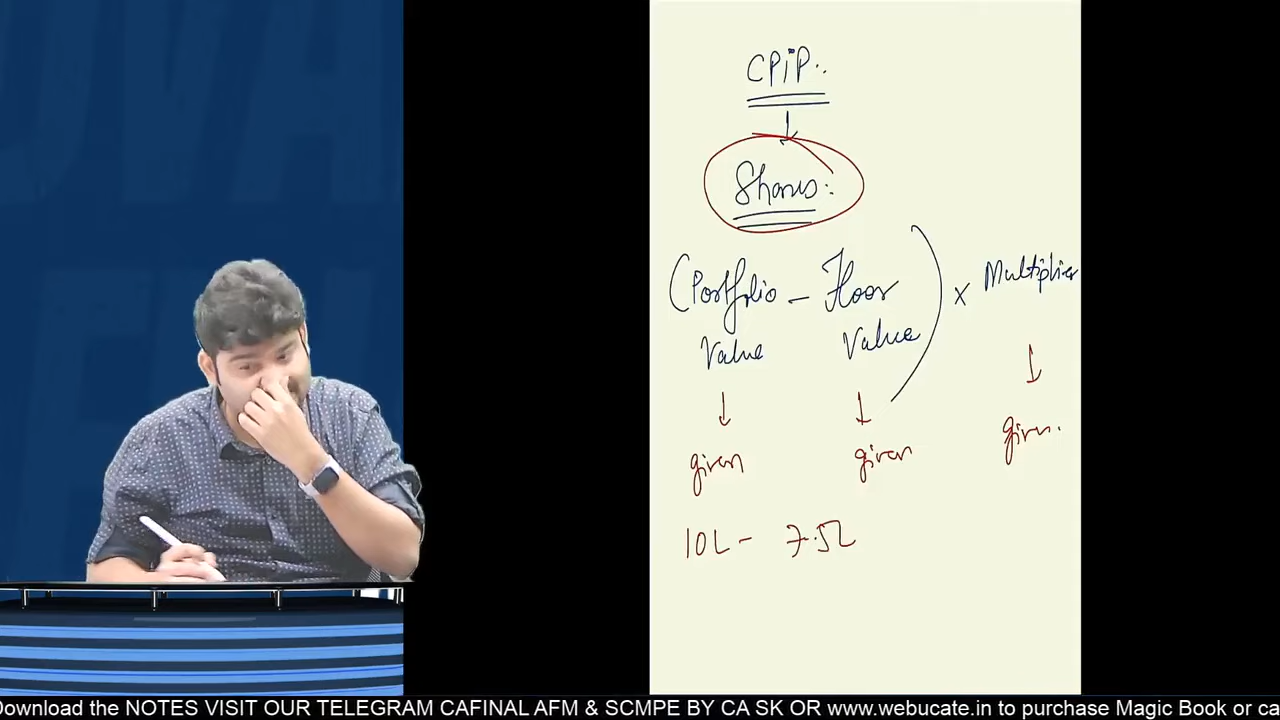 CPiP:.
Shares:
(Portfolio Value – Floor Value) x Multiplier
given given given.
10L – 7.5L
Download the NOTES VISIT OUR TELEGRAM CAFINAL AFM & SCMPE BY CA SK OR www.webucate.in to purchase Magic Book or ca